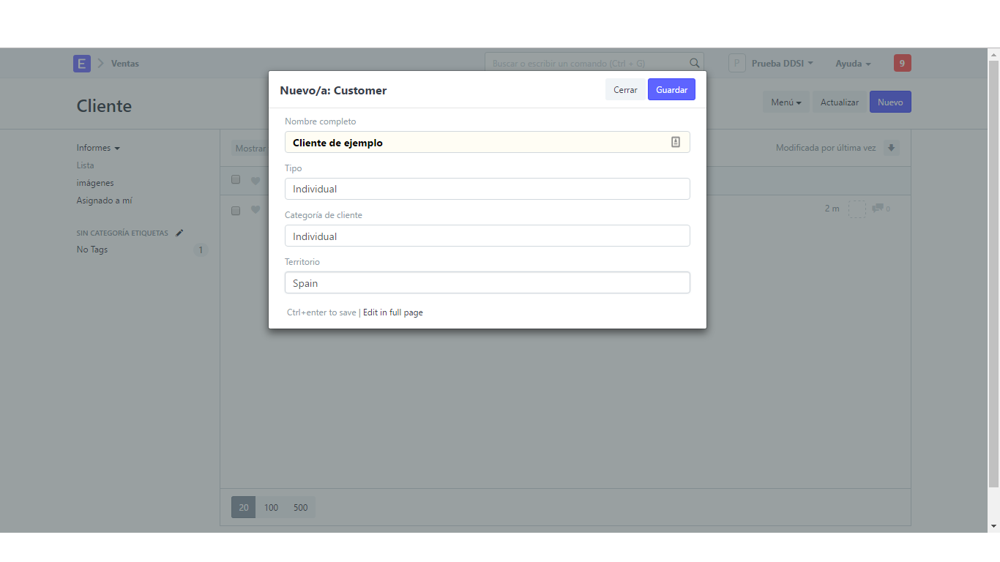 E Ventas Buscar o escribir un comando (Ctrl + G) P Prueba DDSI Ayuda 9
Nuevo/a: Customer Cerrar Guardar
Cliente Menú Actualizar Nuevo
Nombre completo
Cliente de ejemplo
Informes
Mostrar
Modificada por última vez
Lista
Tipo
imágenes
Individual
Asignado a mí
2 m 0
Categoría de cliente
SIN CATEGORÍA ETIQUETAS
Individual
No Tags 1
Territorio
Spain
Ctrl+enter to save | Edit in full page
20 100 500